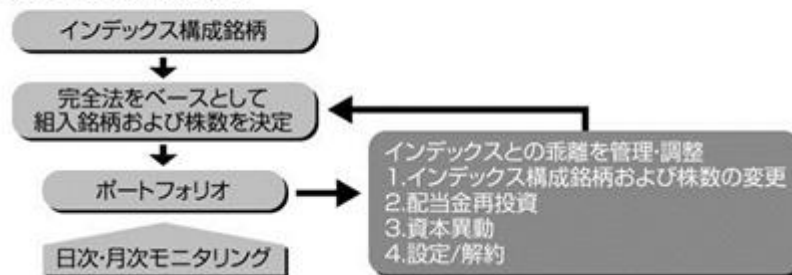 インデックス構成銘柄
完全法をベースとして
組入銘柄および株数を決定
ポートフォリオ
日次・月次モニタリング
インデックスとの乖離を管理・調整
1.インデックス構成銘柄および株数の変更
2.配当金再投資
3.資本異動
4.設定/解約